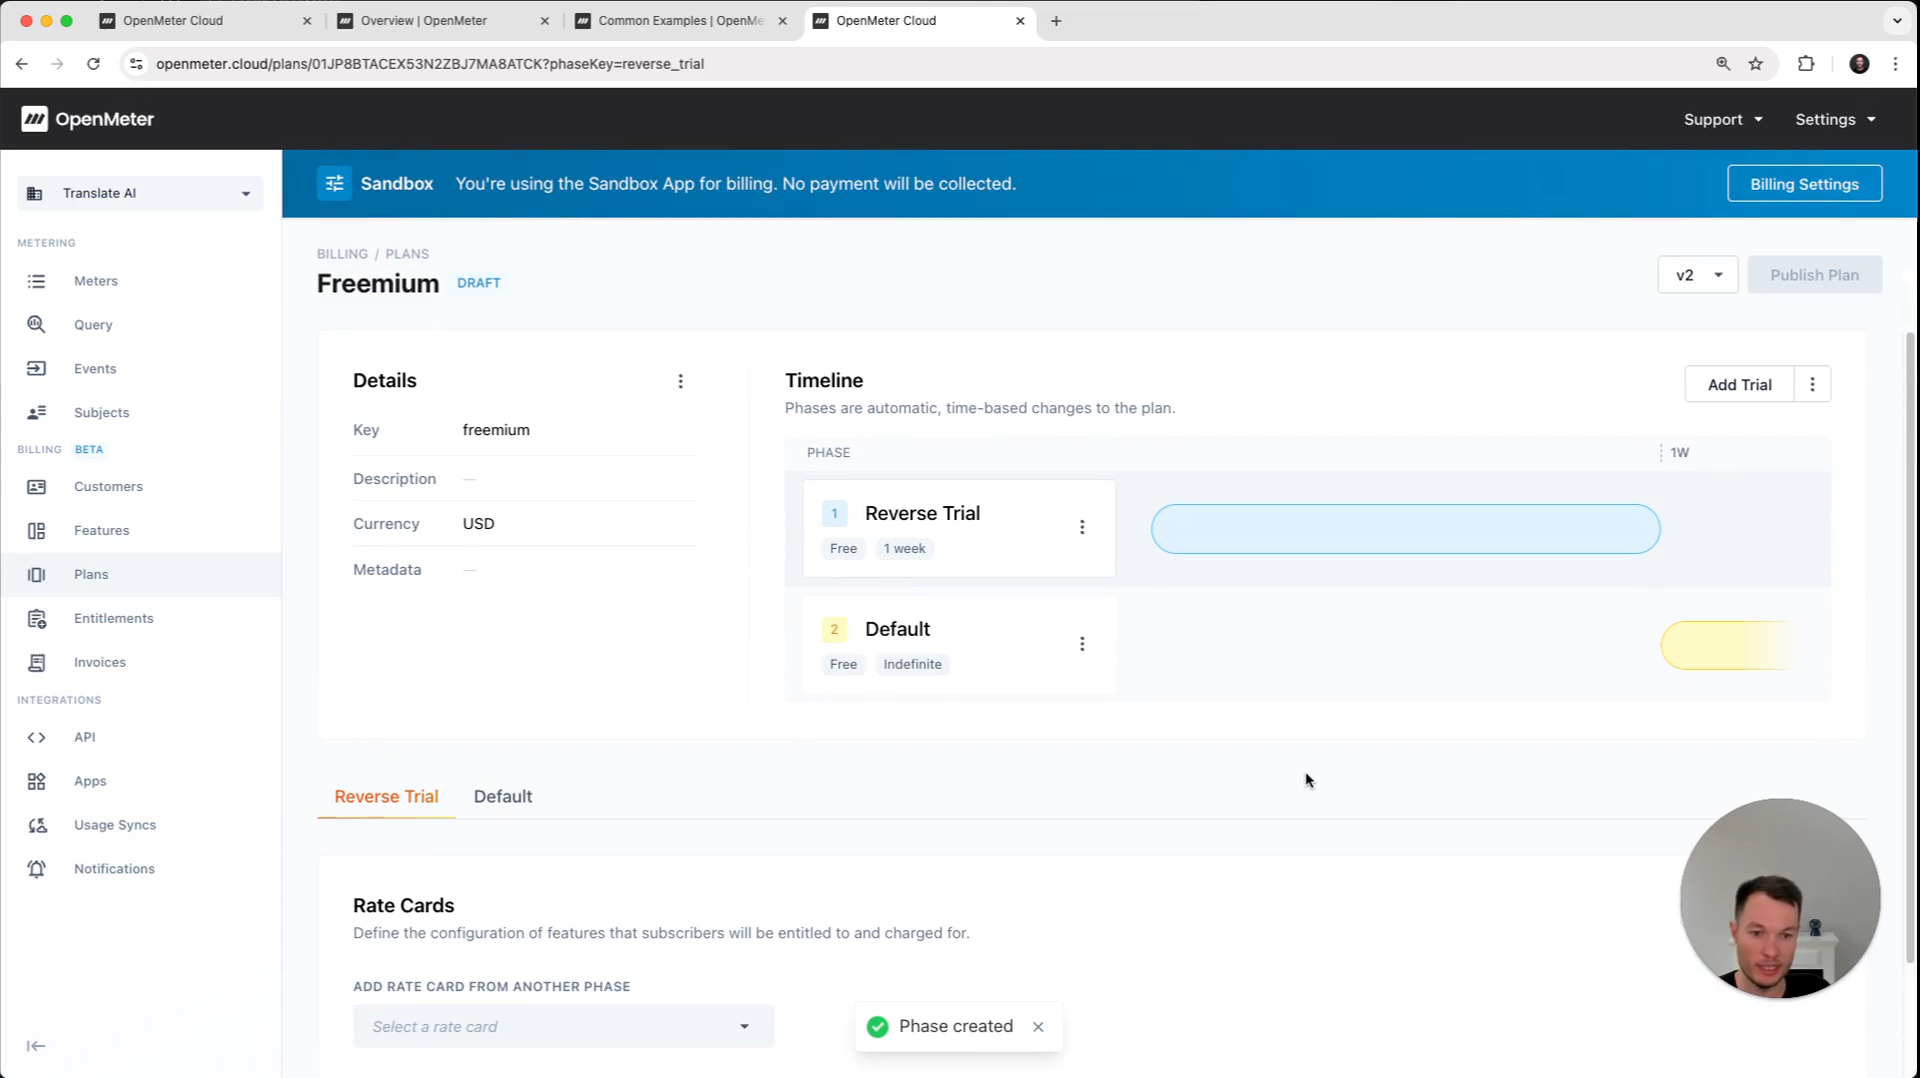 OpenMeter Cloud
Overview | OpenMeter
Common Examples | OpenMe
OpenMeter Cloud
openmeter.cloud/plans/01JP8BTACEX53N2ZBJ7MA8ATCK?phaseKey=reverse_trial
OpenMeter
Support
Settings
Translate AI
Sandbox
You're using the Sandbox App for billing. No payment will be collected.
Billing Settings
METERING
Meters
Query
Events
Subjects
BILLING BETA
Customers
Features
Plans
Entitlements
Invoices
INTEGRATIONS
API
Apps
Usage Syncs
Notifications
BILLING / PLANS
Freemium DRAFT
v2
Publish Plan
Details
Key freemium
Description —
Currency USD
Metadata —
Timeline
Phases are automatic, time-based changes to the plan.
Add Trial
PHASE
1W
1 Reverse Trial
Free 1 week
2 Default
Free Indefinite
Reverse Trial Default
Rate Cards
Define the configuration of features that subscribers will be entitled to and charged for.
ADD RATE CARD FROM ANOTHER PHASE
Select a rate card
Phase created